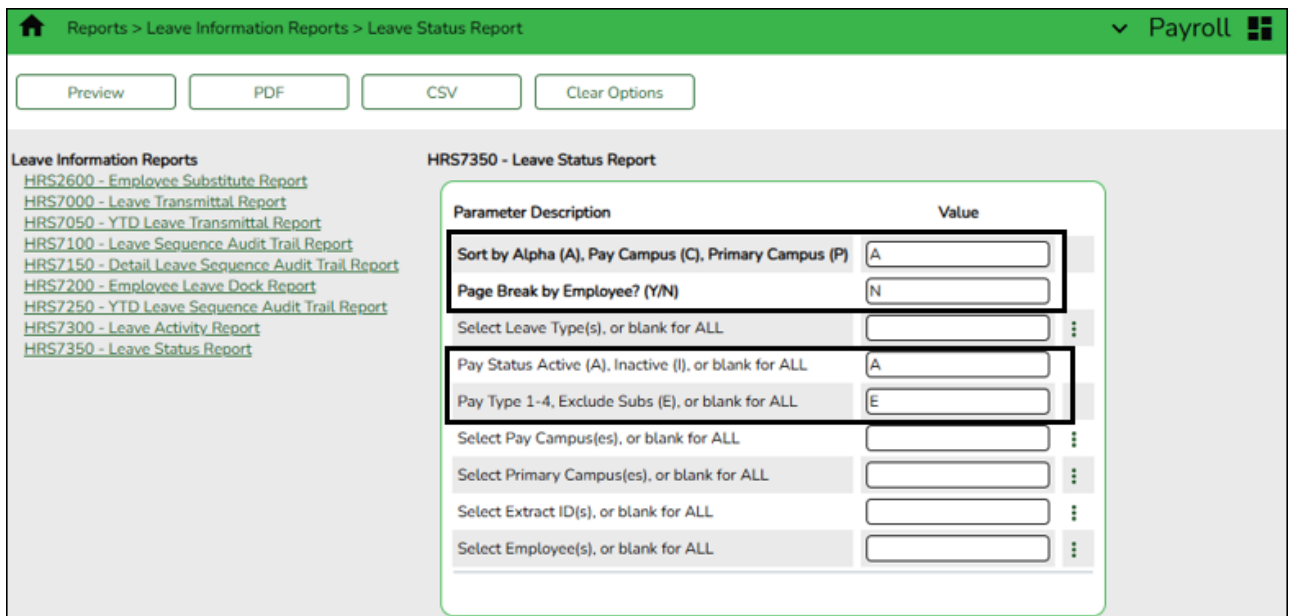 Reports > Leave Information Reports > Leave Status Report
Payroll
Preview
PDF
CSV
Clear Options
Leave Information Reports
HRS2600 - Employee Substitute Report
HRS7000 - Leave Transmittal Report
HRS7050 - YTD Leave Transmittal Report
HRS7100 - Leave Sequence Audit Trail Report
HRS7150 - Detail Leave Sequence Audit Trail Report
HRS7200 - Employee Leave Dock Report
HRS7250 - YTD Leave Sequence Audit Trail Report
HRS7300 - Leave Activity Report
HRS7350 - Leave Status Report
HRS7350 - Leave Status Report
Parameter Description Value
Sort by Alpha (A), Pay Campus (C), Primary Campus (P) A
Page Break by Employee? (Y/N) N
Select Leave Type(s), or blank for ALL
Pay Status Active (A), Inactive (I), or blank for ALL A
Pay Type 1-4, Exclude Subs (E), or blank for ALL E
Select Pay Campus(es), or blank for ALL
Select Primary Campus(es), or blank for ALL
Select Extract ID(s), or blank for ALL
Select Employee(s), or blank for ALL